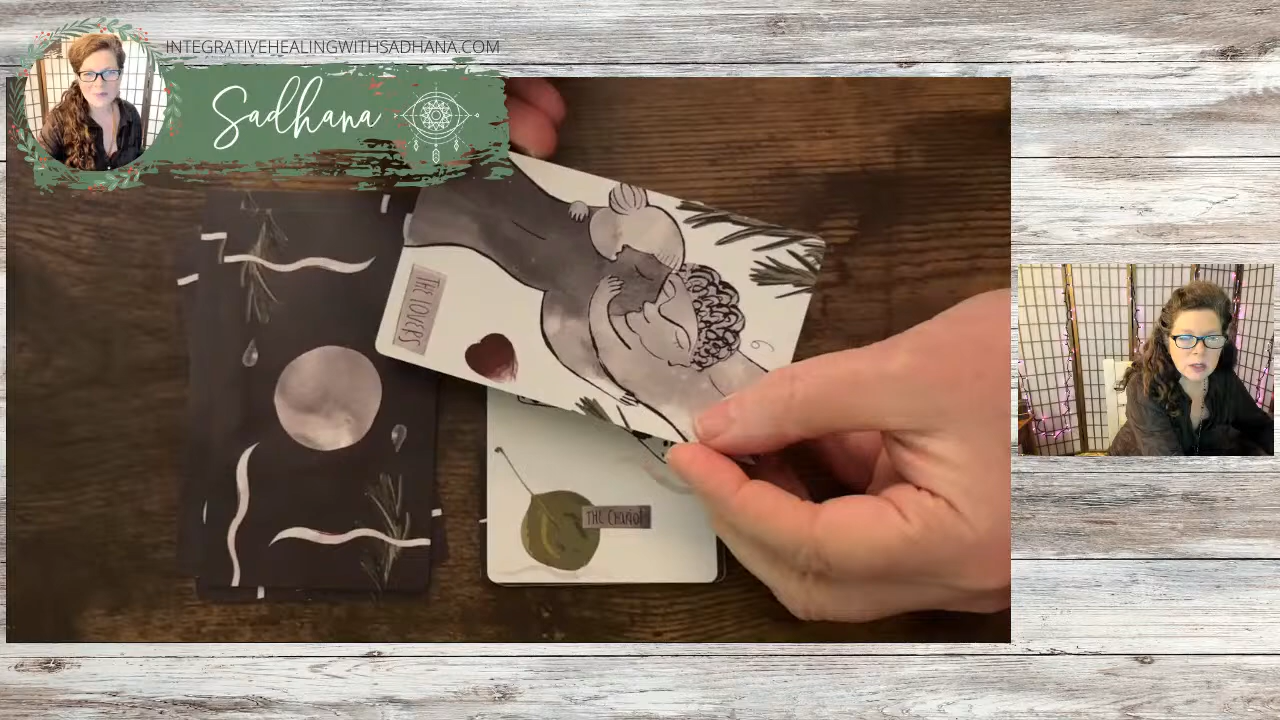 INTEGRATIVEHEALINGWITHSADHANA.COM
Sadhana
THE LOVERS
6
THE Chariot